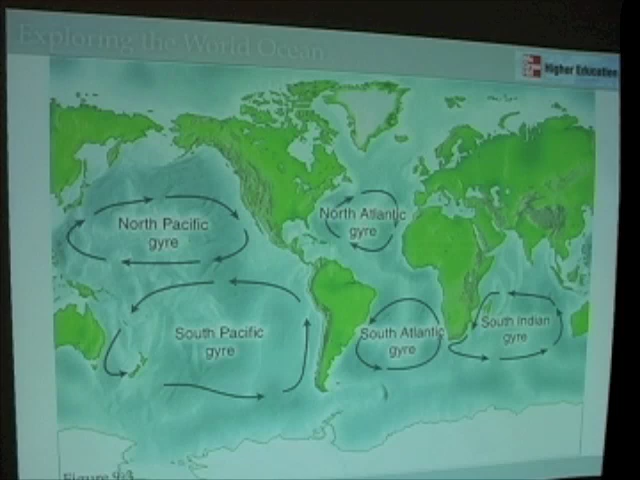 Exploring the World Ocean
Higher Education
North Pacific
gyre
North Atlantic
gyre
South Pacific
gyre
South Atlantic
gyre
South Indian
gyre
Figure 9.3